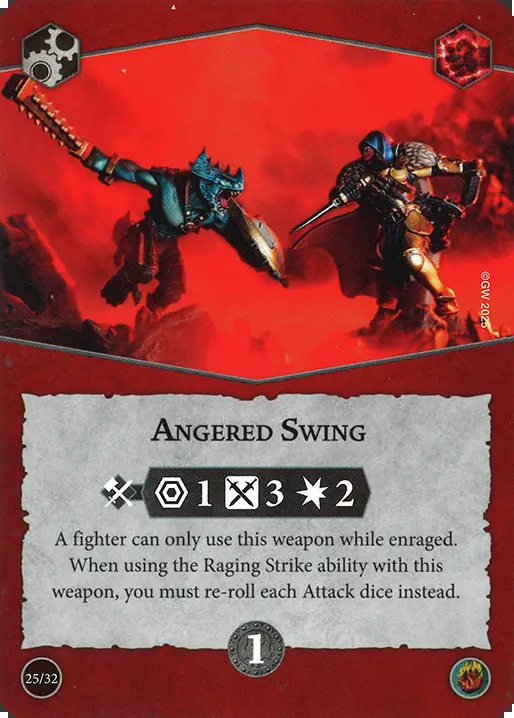 ©GW 2025
ANGERED SWING
1 3 2
A fighter can only use this weapon while enraged.
When using the Raging Strike ability with this
weapon, you must re-roll each Attack dice instead.
1
25/32